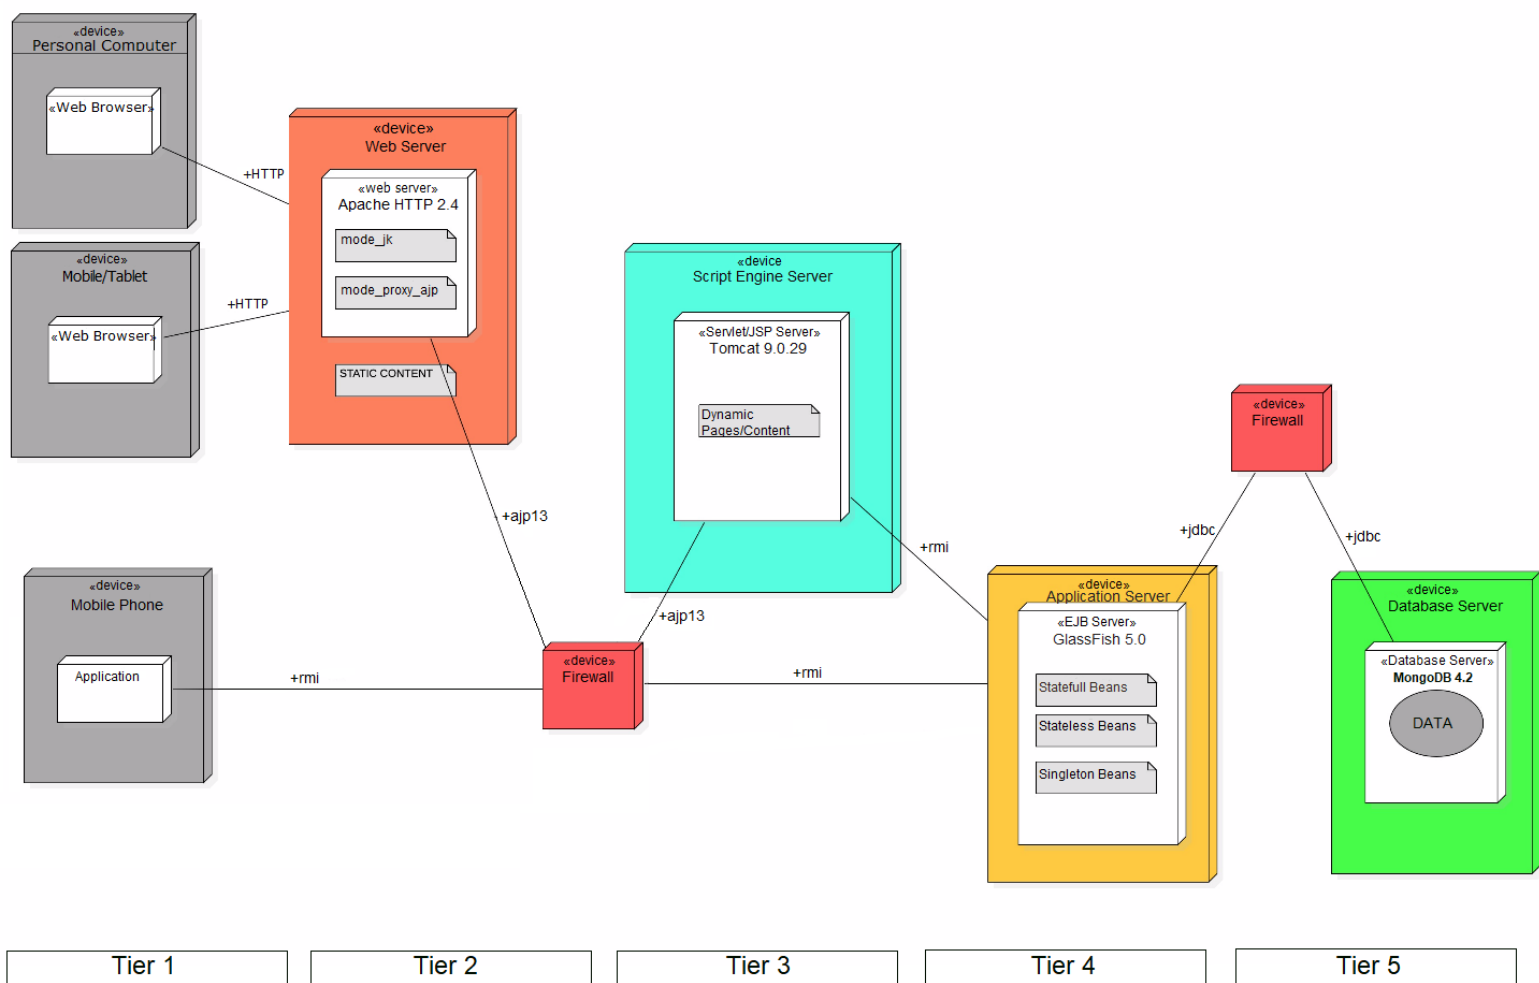 «device»
Personal Computer
«Web Browser»
+HTTP
«device»
Mobile/Tablet
«Web Browser»
+HTTP
«device»
Mobile Phone
Application
+rmi
«device»
Web Server
«web server»
Apache HTTP 2.4
mode_jk
mode_proxy_ajp
STATIC CONTENT
+ajp13
«device»
Firewall
+ajp13
+rmi
«device
Script Engine Server
«Servlet/JSP Server»
Tomcat 9.0.29
Dynamic
Pages/Content
+rmi
«device»
Application Server
«EJB Server»
GlassFish 5.0
Statefull Beans
Stateless Beans
Singleton Beans
+jdbc
«device»
Firewall
+jdbc
«device»
Database Server
«Database Server»
MongoDB 4.2
DATA
Tier 1
Tier 2
Tier 3
Tier 4
Tier 5